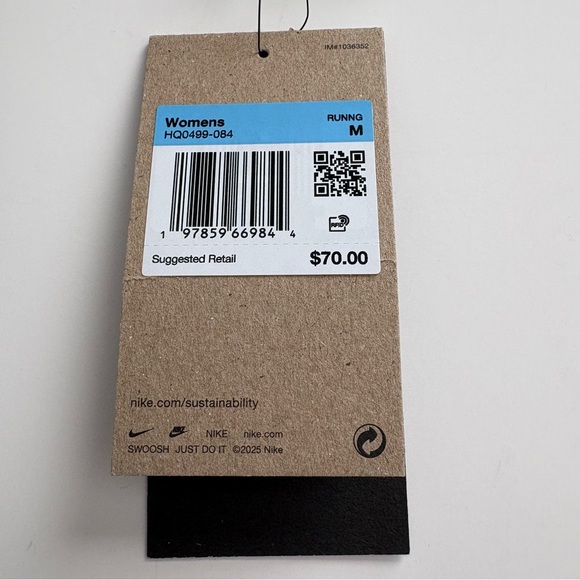 IM#1036352
Womens
RUNNG
HQ0499-084
M
1 97859 66984 4
RFID
Suggested Retail
$70.00
nike.com/sustainability
NIKE nike.com
SWOOSH JUST DO IT ©2025 Nike